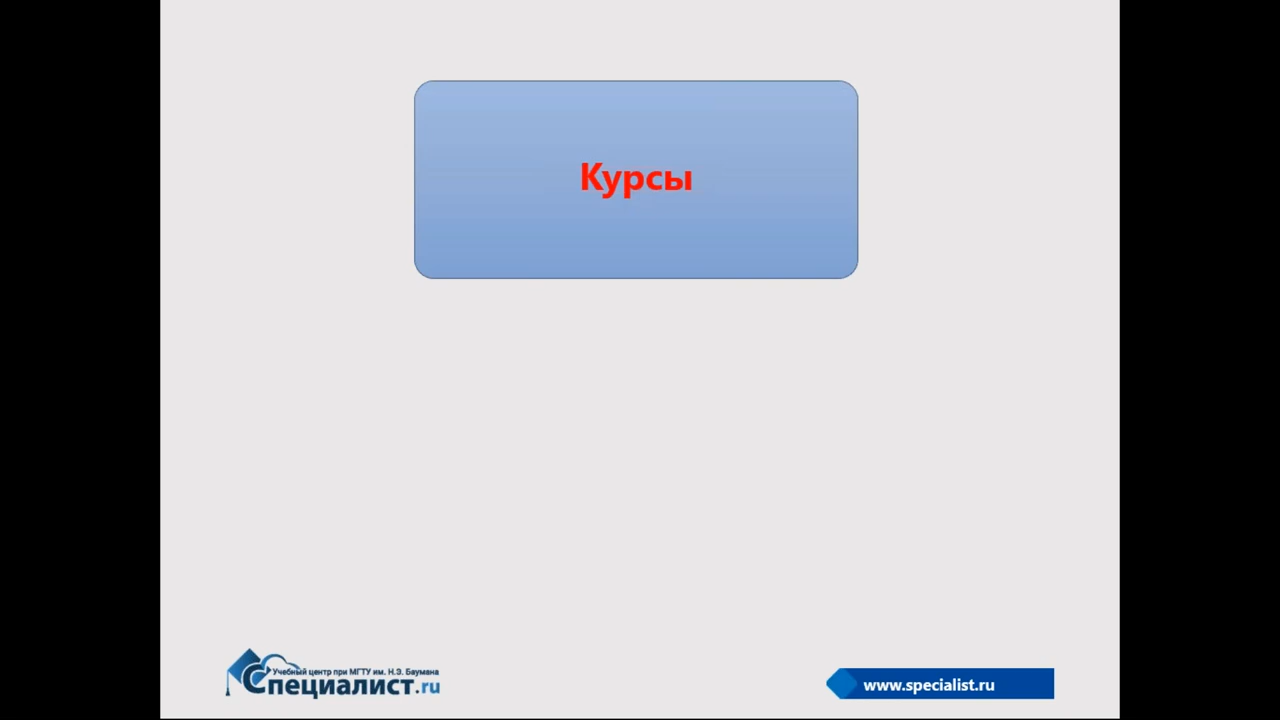 Курсы
Учебный центр при МГТУ им. Н.Э. Баумана
Специалист.ru
www.specialist.ru